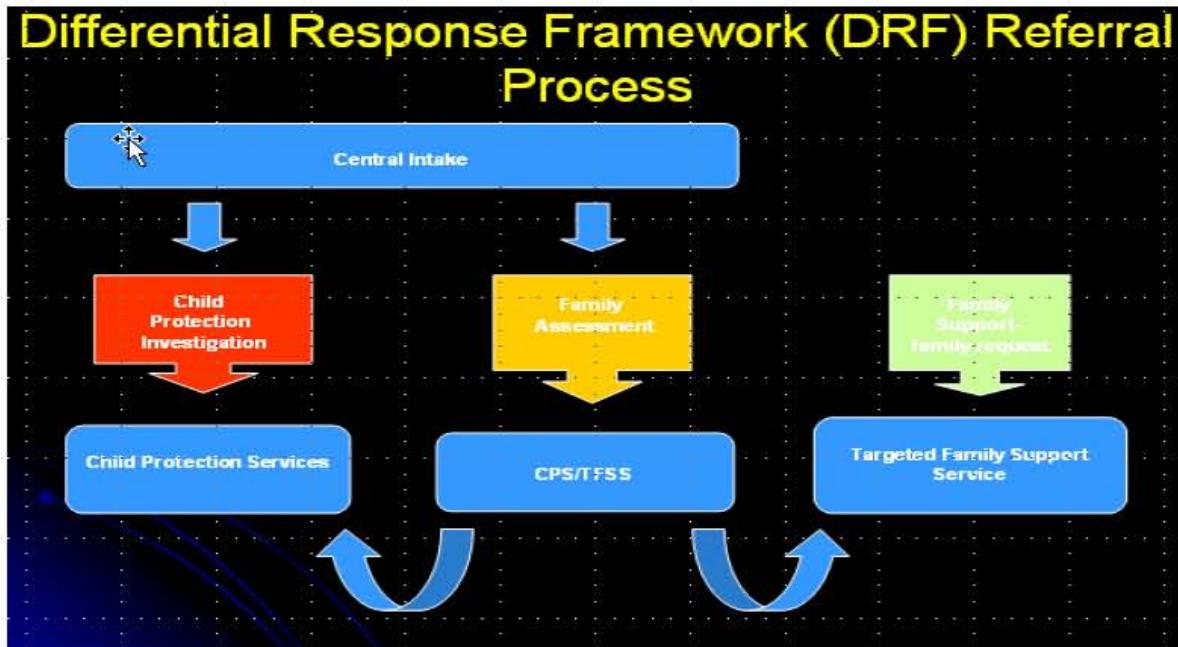 Differential Response Framework (DRF) Referral
Process
Central Intake
Child
Protection
Investigation
Family
Assessment
Family
Support-
family request
Child Protection Services
CPS/TFSS
Targeted Family Support
Service